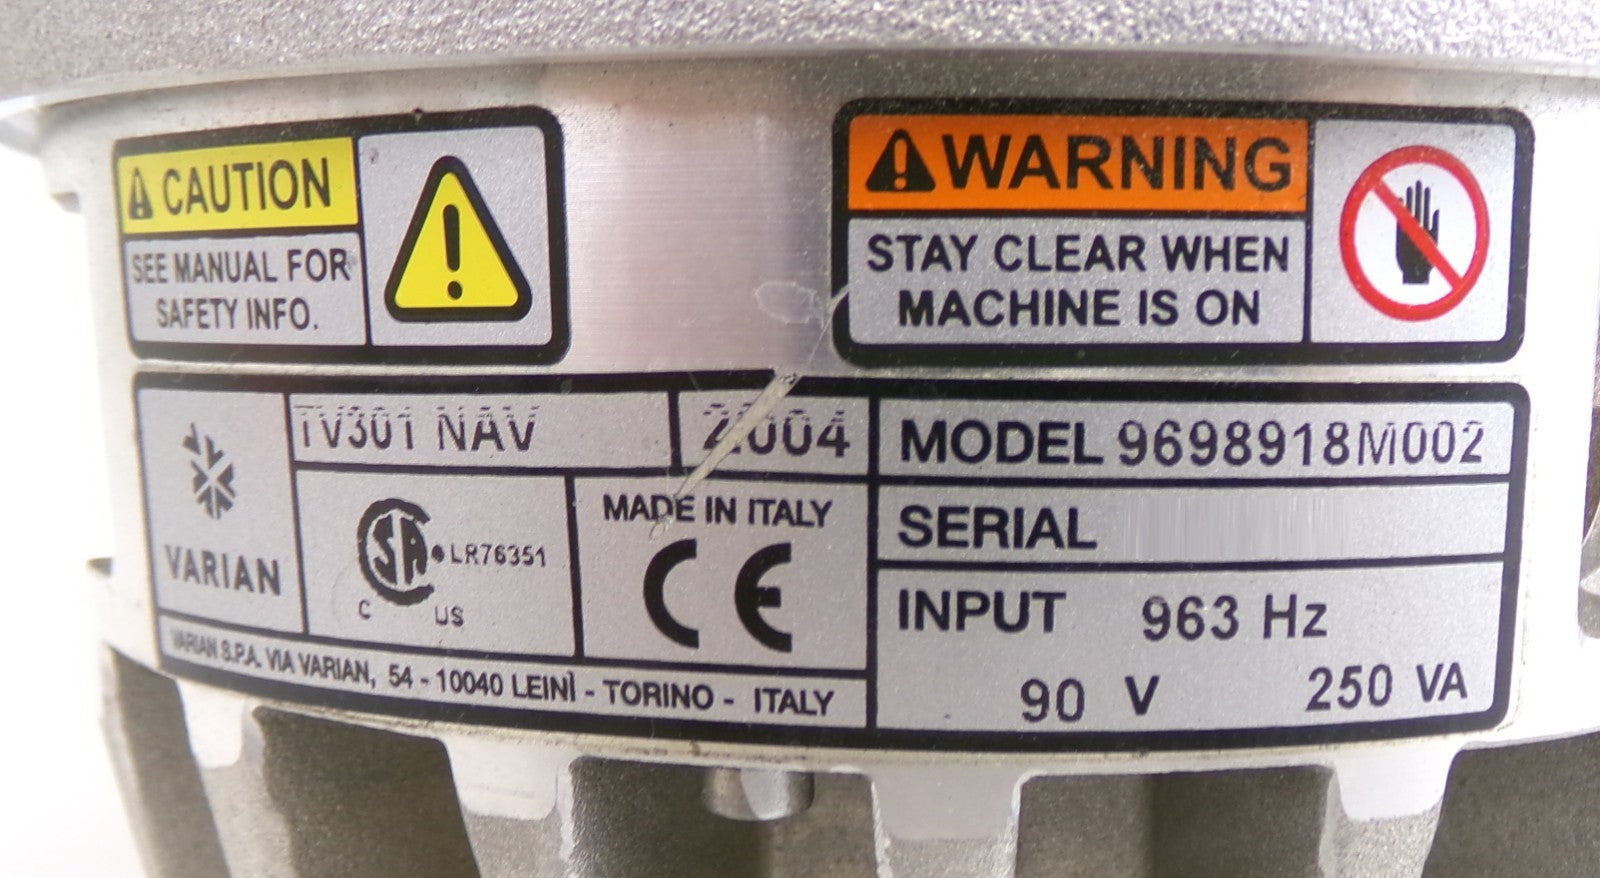 CAUTION
SEE MANUAL FOR
SAFETY INFO.
WARNING
STAY CLEAR WHEN
MACHINE IS ON
VARIAN
TV301 NAV
2004
LR76351
C US
MADE IN ITALY
CE
MODEL 9698918M002
SERIAL
INPUT 963 Hz
90 V 250 VA
VARIAN S.P.A. VIA VARIAN, 54 - 10040 LEINÌ - TORINO - ITALY